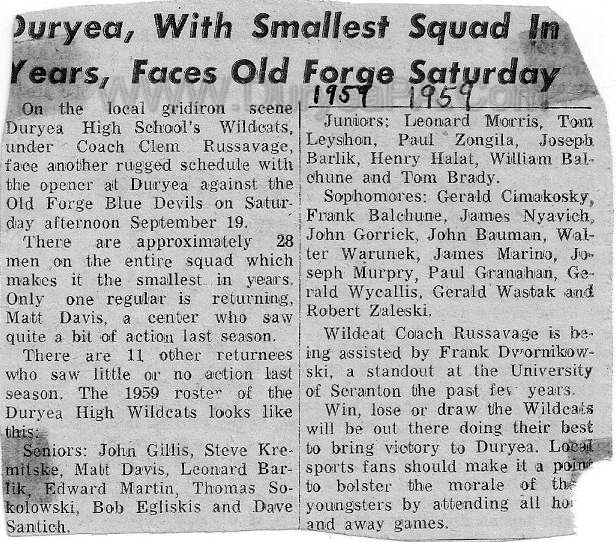 Duryea, With Smallest Squad In
Years, Faces Old Forge Saturday
1959 1959
On the local gridiron scene
Duryea High School's Wildcats,
under Coach Clem Russavage,
face another rugged schedule with
the opener at Duryea against the
Old Forge Blue Devils on Satur-
day afternoon September 19.
There are approximately 28
men on the entire squad which
makes it the smallest in years.
Only one regular is returning,
Matt Davis, a center who saw
quite a bit of action last season.
There are 11 other returnees
who saw little or no action last
season. The 1959 roster of the
Duryea High Wildcats looks like
this:
Seniors: John Gillis, Steve Kre-
mitske, Matt Davis, Leonard Bar-
lik, Edward Martin, Thomas So-
kolowski, Bob Egliskis and Dave
Santich.
Juniors: Leonard Morris, Tom
Leyshon, Paul Zongila, Joseph
Barlik, Henry Halat, William Bal-
chune and Tom Brady.
Sophomores: Gerald Cimakosky,
Frank Balchune, James Nyavich,
John Gorrick, John Bauman, Wal-
ter Warunek, James Marino, Jo-
seph Murpry, Paul Granahan, Ge-
rald Wycallis, Gerald Wastak and
Robert Zaleski.
Wildcat Coach Russavage is be-
ing assisted by Frank Dwornikow-
ski, a standout at the University
of Scranton the past few years.
Win, lose or draw the Wildcats
will be out there doing their best
to bring victory to Duryea. Local
sports fans should make it a point
to bolster the morale of the
youngsters by attending all
and away games.